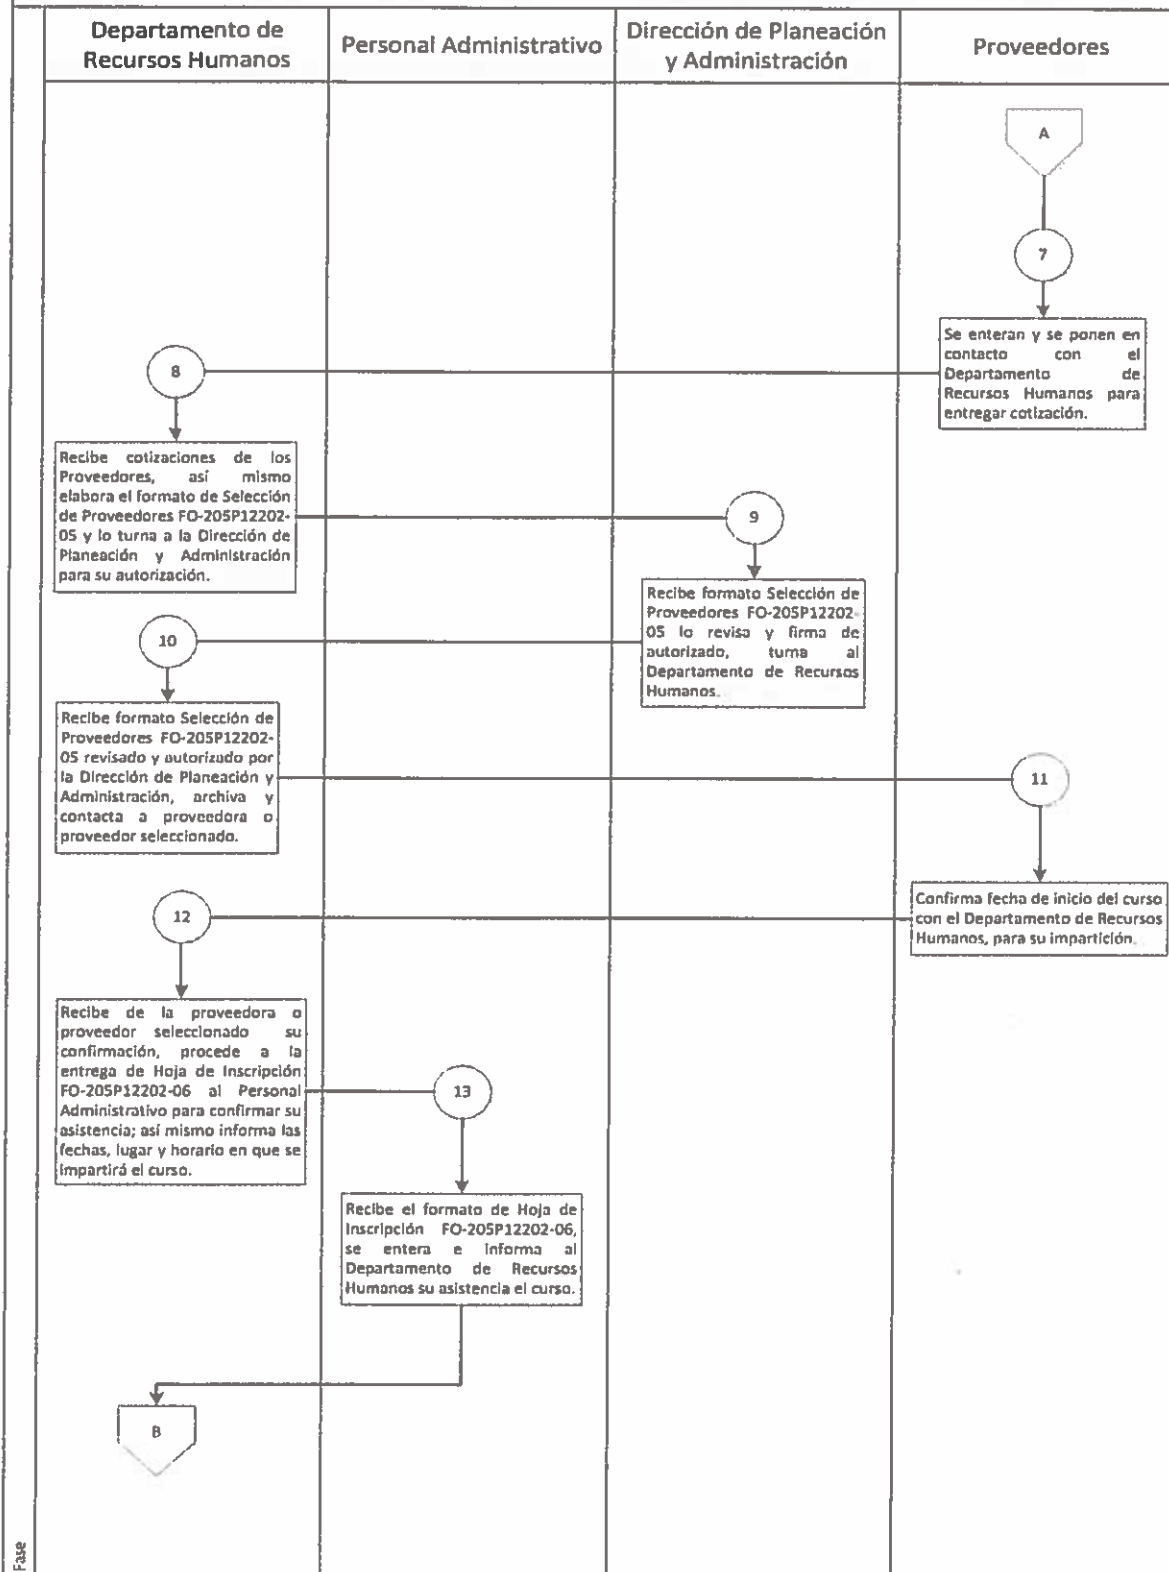 Departamento de
Recursos Humanos
Personal Administrativo
Dirección de Planeación
y Administración
Proveedores
A
7
Se enteran y se ponen en
contacto con el
Departamento de
Recursos Humanos para
entregar cotización.
8
Recibe cotizaciones de los
Proveedores, así mismo
elabora el formato de Selección
de Proveedores FO-205P12202-
05 y lo turna a la Dirección de
Planeación y Administración
para su autorización.
9
Recibe formato Selección de
Proveedores FO-205P12202-
05 lo revisa y firma de
autorizado, turna al
Departamento de Recursos
Humanos.
10
Recibe formato Selección de
Proveedores FO-205P12202-
05 revisado y autorizado por
la Dirección de Planeación y
Administración, archiva y
contacta a proveedora o
proveedor seleccionado.
11
Confirma fecha de inicio del curso
con el Departamento de Recursos
Humanos, para su impartición.
12
Recibe de la proveedora o
proveedor seleccionado su
confirmación, procede a la
entrega de Hoja de Inscripción
FO-205P12202-06 al Personal
Administrativo para confirmar su
asistencia; así mismo informa las
fechas, lugar y horario en que se
impartirá el curso.
13
Recibe el formato de Hoja de
Inscripción FO-205P12202-06,
se entera e informa al
Departamento de Recursos
Humanos su asistencia el curso.
B
Fase